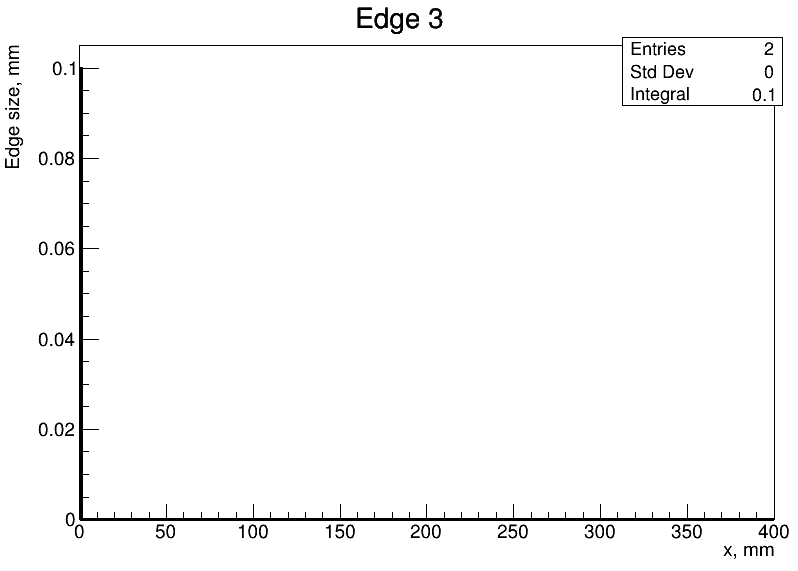 Edge 3
Entries 2
Std Dev 0
Integral 0.1
Edge size, mm
0.1
0.08
0.06
0.04
0.02
0
0 50 100 150 200 250 300 350 400
x, mm